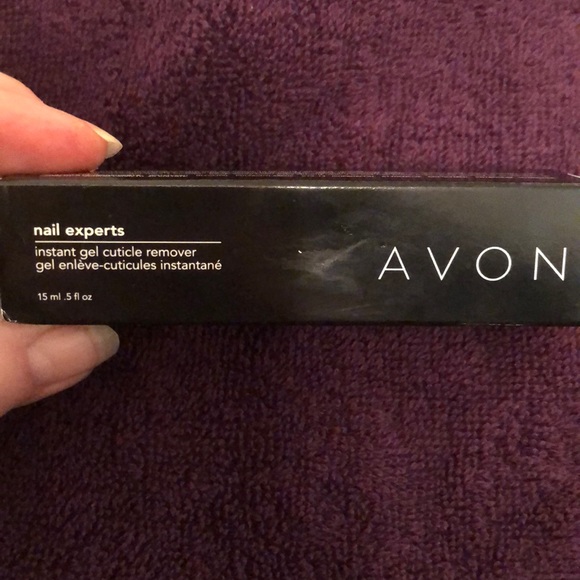 nail experts
instant gel cuticle remover
gel enlève-cuticules instantané
15 ml .5 fl oz
AVON